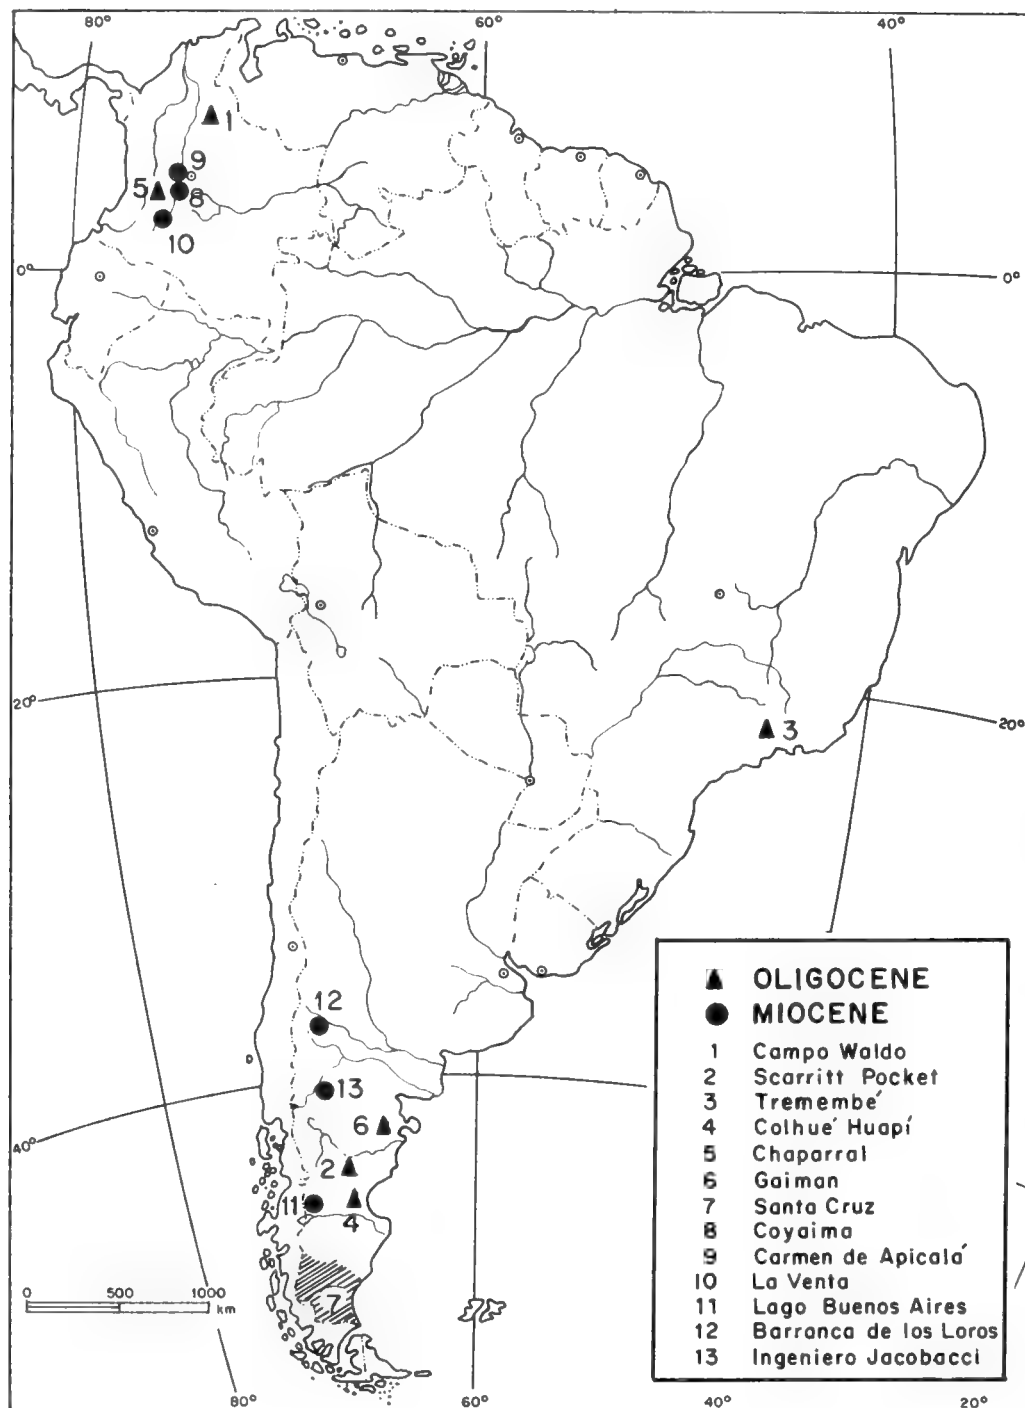 80° 60° 40°
1
9
5 8
10
0° 0°
20° 20°
3
12
13
6
2
11 4
7
40°
0 500 1000
km
OLIGOCENE
MIOCENE
1 Campo Waldo
2 Scarritt Pocket
3 Tremembé
4 Colhué Huapí
5 Chaparral
6 Gaiman
7 Santa Cruz
8 Coyaima
9 Carmen de Apicalá
10 La Venta
11 Lago Buenos Aires
12 Barranca de los Loros
13 Ingeniero Jacobacci
80° 60° 40° 20°